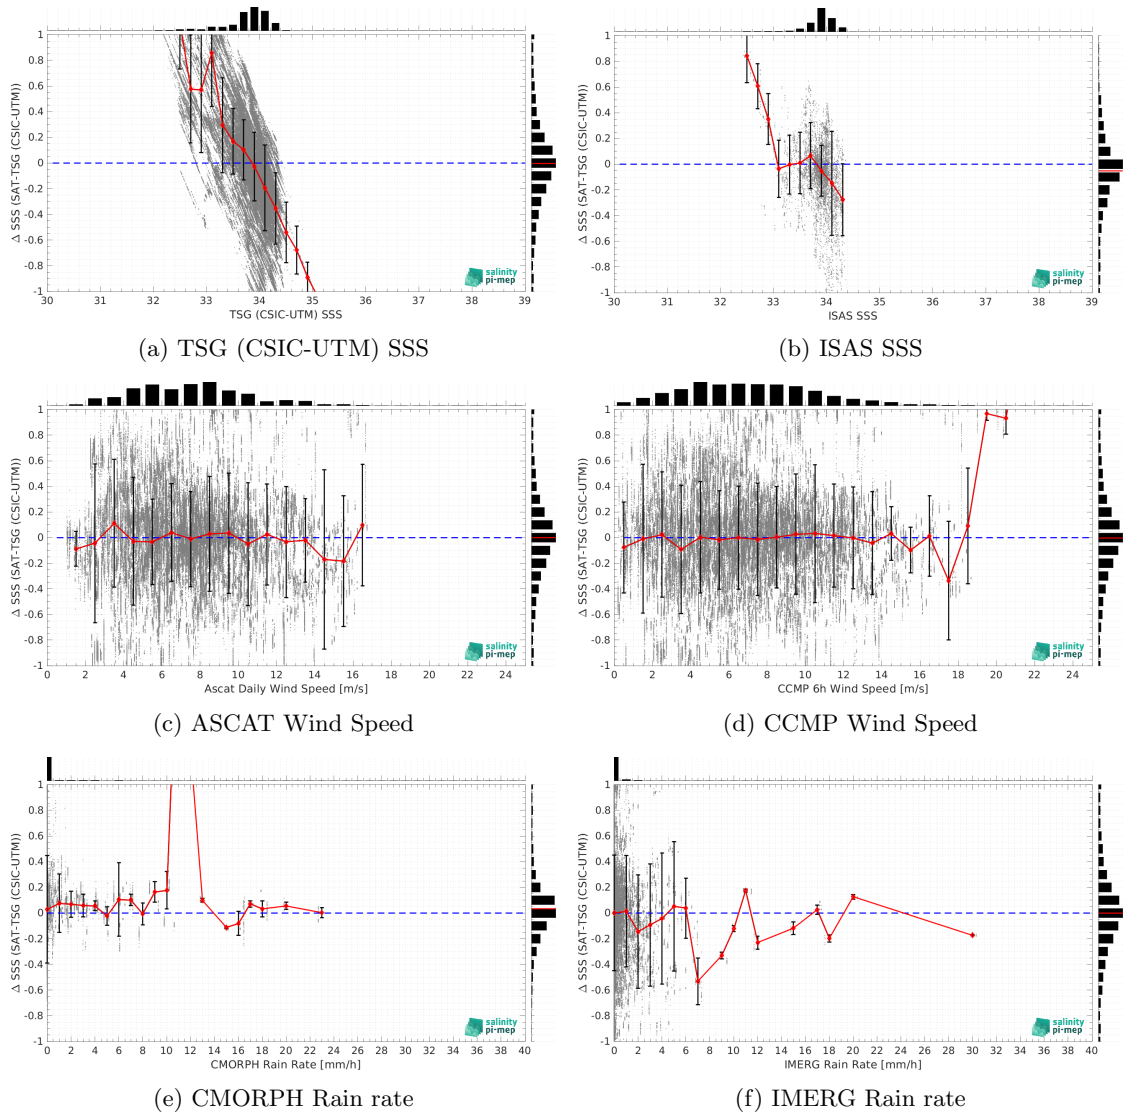 Δ SSS (SAT-TSG (CSIC-UTM))
1
0.8
0.6
0.4
0.2
0
-0.2
-0.4
-0.6
-0.8
-1
30 31 32 33 34 35 36 37 38 39
TSG (CSIC-UTM) SSS
salinity
pi-mep
(a) TSG (CSIC-UTM) SSS
Δ SSS (SAT-TSG (CSIC-UTM))
1
0.8
0.6
0.4
0.2
0
-0.2
-0.4
-0.6
-0.8
-1
30 31 32 33 34 35 36 37 38 39
ISAS SSS
salinity
pi-mep
(b) ISAS SSS
Δ SSS (SAT-TSG (CSIC-UTM))
1
0.8
0.6
0.4
0.2
0
-0.2
-0.4
-0.6
-0.8
-1
0 2 4 6 8 10 12 14 16 18 20 22 24
Ascat Daily Wind Speed [m/s]
salinity
pi-mep
(c) ASCAT Wind Speed
Δ SSS (SAT-TSG (CSIC-UTM))
1
0.8
0.6
0.4
0.2
0
-0.2
-0.4
-0.6
-0.8
-1
0 2 4 6 8 10 12 14 16 18 20 22 24
CCMP 6h Wind Speed [m/s]
salinity
pi-mep
(d) CCMP Wind Speed
Δ SSS (SAT-TSG (CSIC-UTM))
1
0.8
0.6
0.4
0.2
0
-0.2
-0.4
-0.6
-0.8
-1
0 2 4 6 8 10 12 14 16 18 20 22 24 26 28 30 32 34 36 38 40
CMORPH Rain Rate [mm/h]
salinity
pi-mep
(e) CMORPH Rain rate
Δ SSS (SAT-TSG (CSIC-UTM))
1
0.8
0.6
0.4
0.2
0
-0.2
-0.4
-0.6
-0.8
-1
0 2 4 6 8 10 12 14 16 18 20 22 24 26 28 30 32 34 36 38 40
IMERG Rain Rate [mm/h]
salinity
pi-mep
(f) IMERG Rain rate